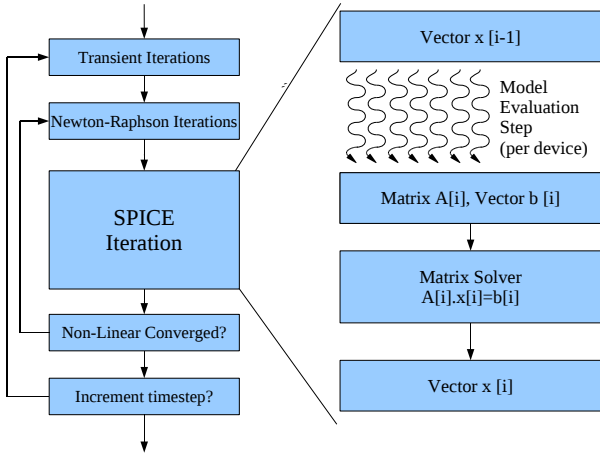 Transient Iterations
Newton-Raphson Iterations
SPICE
Iteration
Non-Linear Converged?
Increment timestep?
Vector x [i-1]
Model
Evaluation
Step
(per device)
Matrix A[i], Vector b [i]
Matrix Solver
A[i].x[i]=b[i]
Vector x [i]